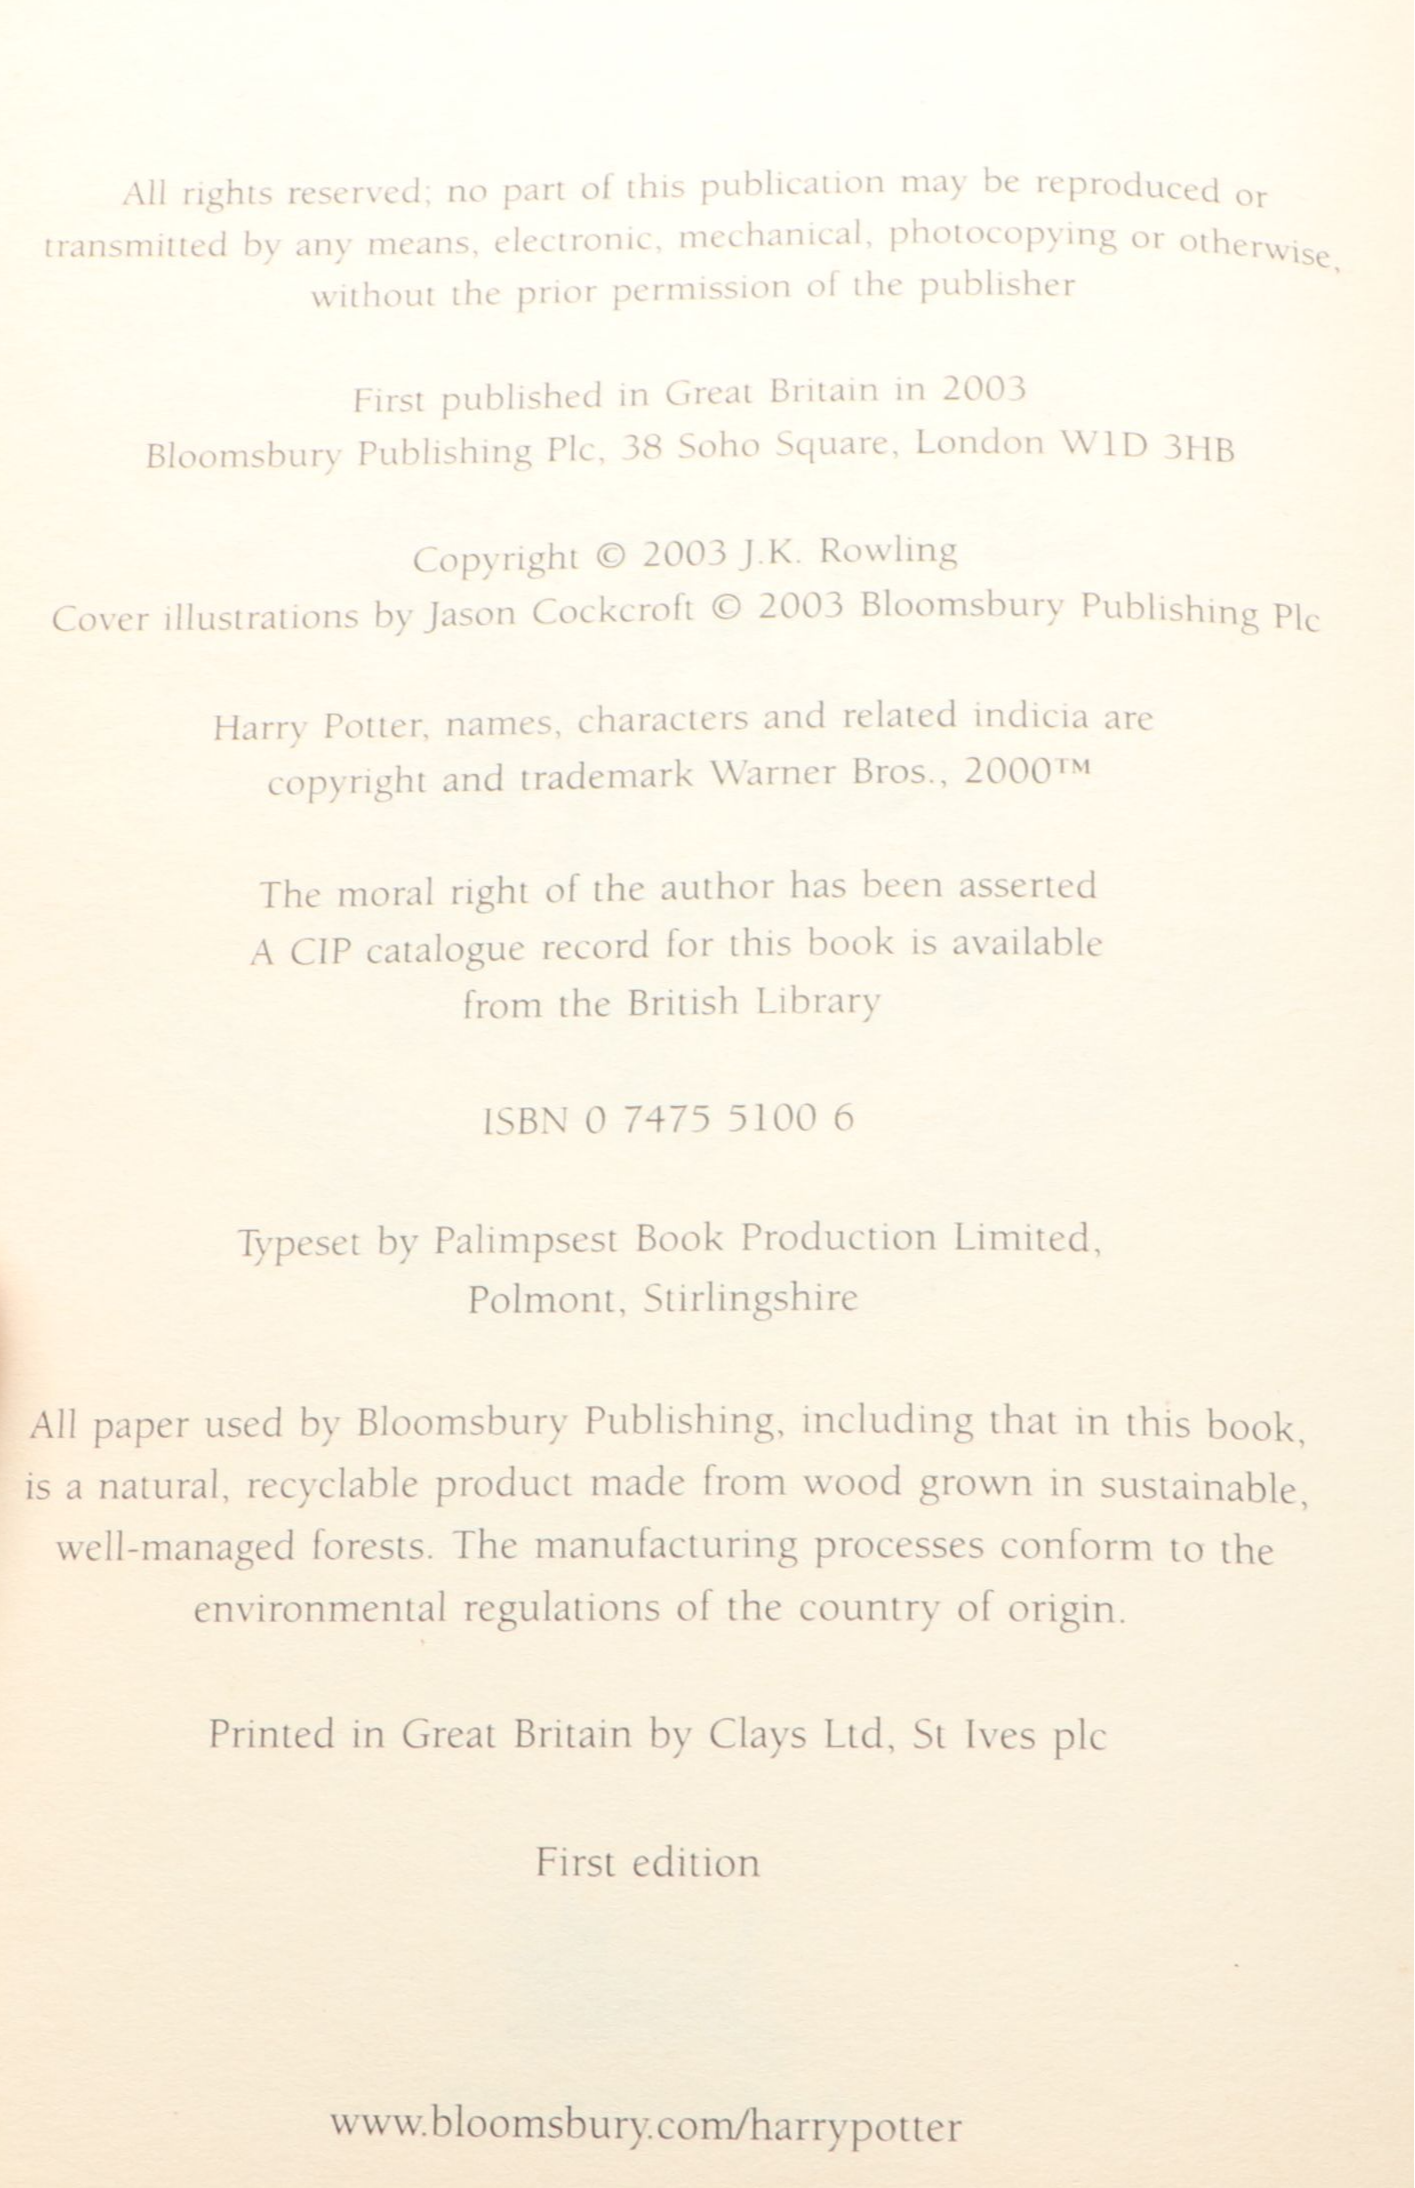 All rights reserved; no part of this publication may be reproduced or
transmitted by any means, electronic, mechanical, photocopying or otherwise,
without the prior permission of the publisher
First published in Great Britain in 2003
Bloomsbury Publishing Plc, 38 Soho Square, London W1D 3HB
Copyright © 2003 J.K. Rowling
Cover illustrations by Jason Cockcroft © 2003 Bloomsbury Publishing Plc
Harry Potter, names, characters and related indicia are
copyright and trademark Warner Bros., 2000™
The moral right of the author has been asserted
A CIP catalogue record for this book is available
from the British Library
ISBN 0 7475 5100 6
Typeset by Palimpsest Book Production Limited,
Polmont, Stirlingshire
All paper used by Bloomsbury Publishing, including that in this book,
is a natural, recyclable product made from wood grown in sustainable,
well-managed forests. The manufacturing processes conform to the
environmental regulations of the country of origin.
Printed in Great Britain by Clays Ltd, St Ives plc
First edition
www.bloomsbury.com/harrypotter